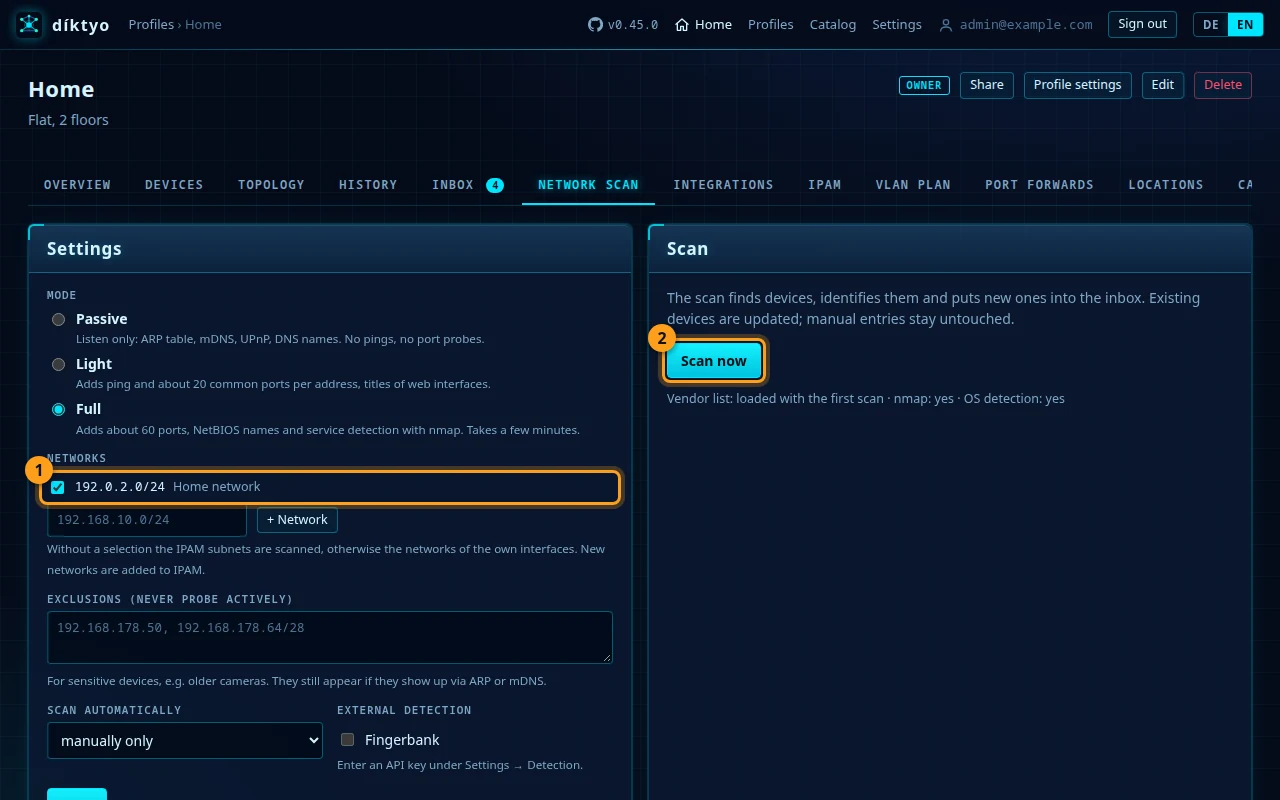 díktyo
Profiles › Home
v0.45.0
Home
Profiles
Catalog
Settings
admin@example.com
Sign out
DE
EN
Home
Flat, 2 floors
OWNER
Share
Profile settings
Edit
Delete
OVERVIEW
DEVICES
TOPOLOGY
HISTORY
INBOX 4
NETWORK SCAN
INTEGRATIONS
IPAM
VLAN PLAN
PORT FORWARDS
LOCATIONS
CA
Settings
MODE
Passive
Listen only: ARP table, mDNS, UPnP, DNS names. No pings, no port probes.
Light
Adds ping and about 20 common ports per address, titles of web interfaces.
Full
Adds about 60 ports, NetBIOS names and service detection with nmap. Takes a few minutes.
NETWORKS
1
192.0.2.0/24 Home network
192.168.10.0/24
+ Network
Without a selection the IPAM subnets are scanned, otherwise the networks of the own interfaces. New
networks are added to IPAM.
EXCLUSIONS (NEVER PROBE ACTIVELY)
192.168.178.50, 192.168.178.64/28
For sensitive devices, e.g. older cameras. They still appear if they show up via ARP or mDNS.
SCAN AUTOMATICALLY
manually only
EXTERNAL DETECTION
Fingerbank
Enter an API key under Settings → Detection.
Scan
The scan finds devices, identifies them and puts new ones into the inbox. Existing
devices are updated; manual entries stay untouched.
2
Scan now
Vendor list: loaded with the first scan · nmap: yes · OS detection: yes